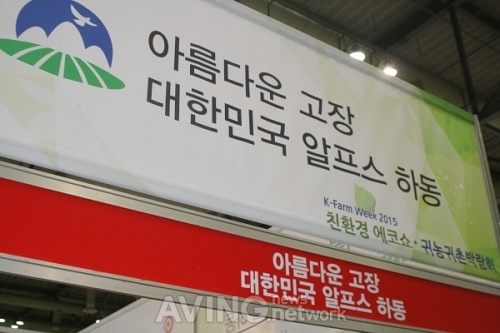 아름다운 고장
대한민국 알프스 하동
K-Farm Week 2015
친환경 에코쇼·귀농귀촌박람회
아름다운 고장
대한민국 알프스 하동
AVING news network